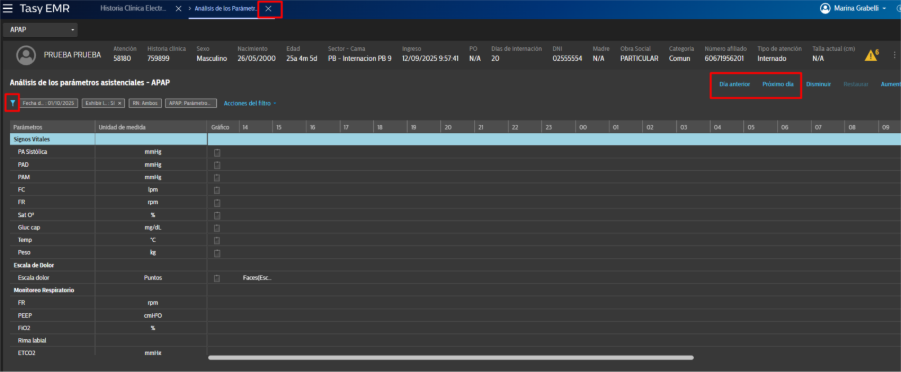 Tasy EMR Historia Clínica Electr... × > Análisis de los Parámetr... × Marina Grabelli
APAP
PRUEBA PRUEBA
Atención Historia clínica Sexo Nacimiento Edad Sector - Cama Ingreso PO Días de internación DNI Madre Obra Social Categoría Número afiliado Tipo de atención Talla actual (cm)
58180 759899 Masculino 26/05/2000 25a 4m 5d PB - Internacion PB 9 12/09/2025 9:57:41 N/A 20 02555554 N/A PARTICULAR Comun 60671956201 Internado N/A 6
Análisis de los parámetros asistenciales - APAP
Día anterior Próximo día Disminuir Restaurar Aumen
Fecha d... : 01/10/2025 Exhibir l... Sí × RN: Ambos APAP: Parámetro... Acciones del filtro
Parámetros Unidad de medida Gráfico 14 15 16 17 18 19 20 21 22 23 00 01 02 03 04 05 06 07 08 09
Signos Vitales
PA Sistólica mmHg
PAD mmHg
PAM mmHg
FC lpm
FR rpm
Sat O² %
Gluc cap mg/dL
Temp °C
Peso kg
Escala de Dolor
Escala dolor Puntos Faces(Esc...
Monitoreo Respiratorio
FR rpm
PEEP cmH²O
FiO2 %
Rima labial
ETCO2 mmHg